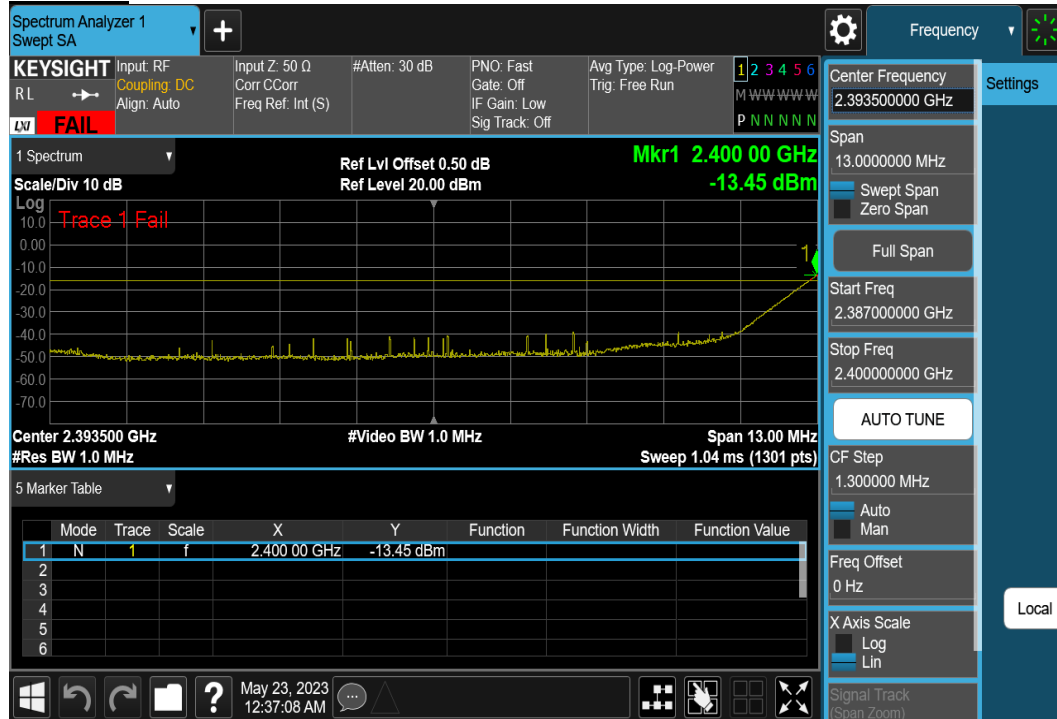 Spectrum Analyzer 1
Swept SA
+
Frequency
KEYSIGHT
RL
LXI
FAIL
Input: RF
Coupling: DC
Align: Auto
Input Z: 50 Ω
Corr CCorr
Freq Ref: Int (S)
#Atten: 30 dB
PNO: Fast
Gate: Off
IF Gain: Low
Sig Track: Off
Avg Type: Log-Power
Trig: Free Run
1 2 3 4 5 6
M W W W W W
P N N N N N
1 Spectrum
Scale/Div 10 dB
Ref Lvl Offset 0.50 dB
Ref Level 20.00 dBm
Mkr1 2.400 00 GHz
-13.45 dBm
Log
Trace 1 Fail
10.0
0.00
-10.0
-20.0
-30.0
-40.0
-50.0
-60.0
-70.0
1
Center 2.393500 GHz
#Video BW 1.0 MHz
Span 13.00 MHz
#Res BW 1.0 MHz
Sweep 1.04 ms (1301 pts)
5 Marker Table
Mode Trace Scale X Y Function Function Width Function Value
1 N 1 f 2.400 00 GHz -13.45 dBm
2
3
4
5
6
?
May 23, 2023
12:37:08 AM
Center Frequency
2.393500000 GHz
Span
13.0000000 MHz
Swept Span
Zero Span
Full Span
Start Freq
2.387000000 GHz
Stop Freq
2.400000000 GHz
AUTO TUNE
CF Step
1.300000 MHz
Auto
Man
Freq Offset
0 Hz
X Axis Scale
Log
Lin
Signal Track
(Span Zoom)
Settings
Local